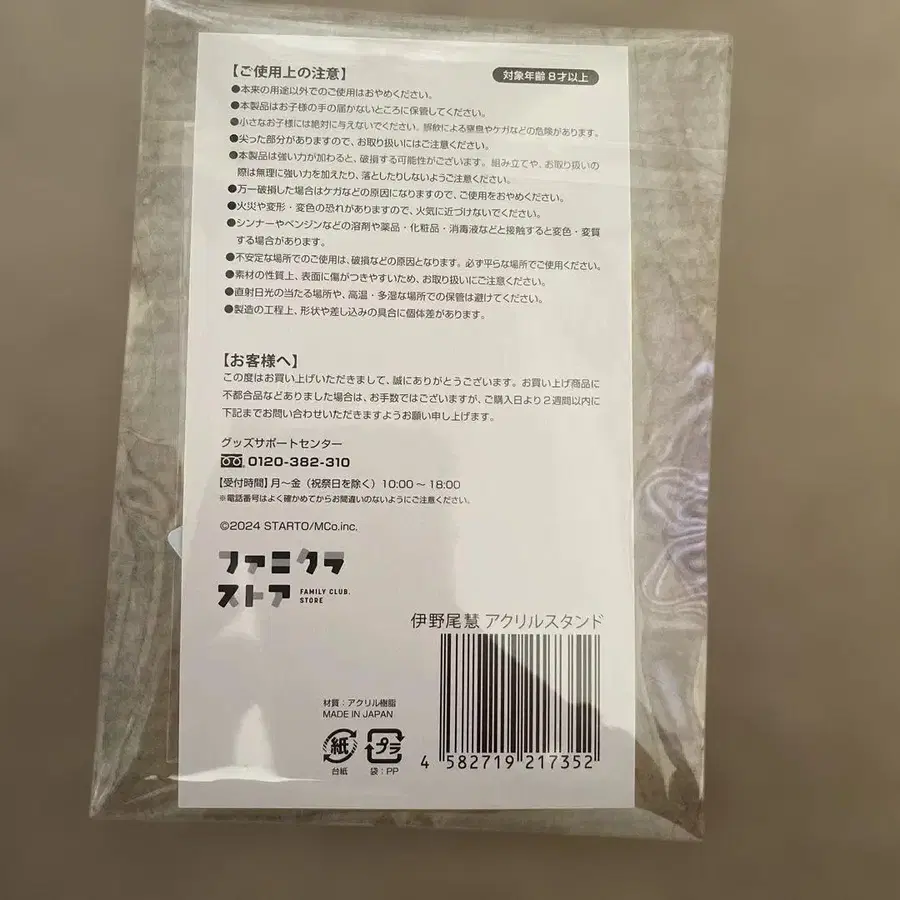 【ご使用上の注意】
対象年齢 8才以上
●本来の用途以外でのご使用はおやめください。
●本製品はお子様の手の届かないところに保管してください。
●小さなお子様には絶対に与えないでください。誤飲による窒息やケガなどの危険があります。
●尖った部分がありますので、お取り扱いにはご注意ください。
●本製品は強い力が加わると、破損する可能性がございます。組み立てや、お取り扱いの
際は無理に強い力を加えたり、落としたりしないようご注意ください。
●万一破損した場合はケガなどの原因になりますので、ご使用をおやめください。
●火災や変形・変色の恐れがありますので、火気に近づけないでください。
●シンナーやベンジンなどの溶剤や薬品・化粧品・消毒液などと接触すると変色・変質
する場合があります。
●不安定な場所でのご使用は、破損などの原因となります。必ず平らな場所でご使用ください。
●素材の性質上、表面に傷がつきやすいため、お取り扱いにご注意ください。
●直射日光の当たる場所や、高温・多湿な場所での保管は避けてください。
●製造の工程上、形状や差し込みの具合に個体差があります。
【お客様へ】
この度はお買い上げいただきまして、誠にありがとうございます。お買い上げ商品に
不都合品などありました場合は、お手数ではございますが、ご購入日より2週間以内に
下記までお問い合わせいただきますようお願い申し上げます。
グッズサポートセンター
0120-382-310
【受付時間】月～金（祝祭日を除く）10:00～18:00
※電話番号はよく確かめてからお間違いのないようにご注意ください。
©2024 STARTO/MCo.inc.
ファミクラ
ストア FAMILY CLUB.
STORE
伊野尾慧 アクリルスタンド
材質：アクリル樹脂
MADE IN JAPAN
紙 プラ
台紙 袋：PP
4 582719 217352